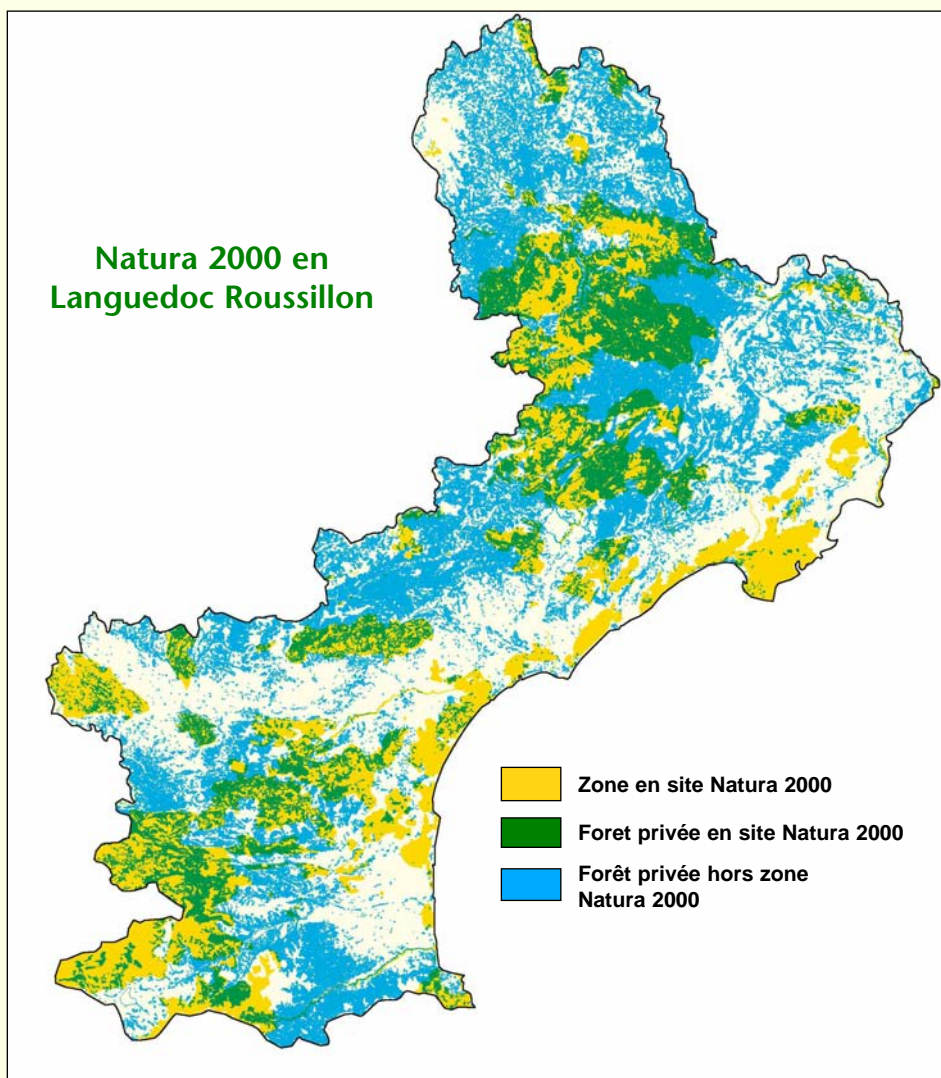 Natura 2000 en
Languedoc Roussillon
Zone en site Natura 2000
Foret privée en site Natura 2000
Forêt privée hors zone
Natura 2000